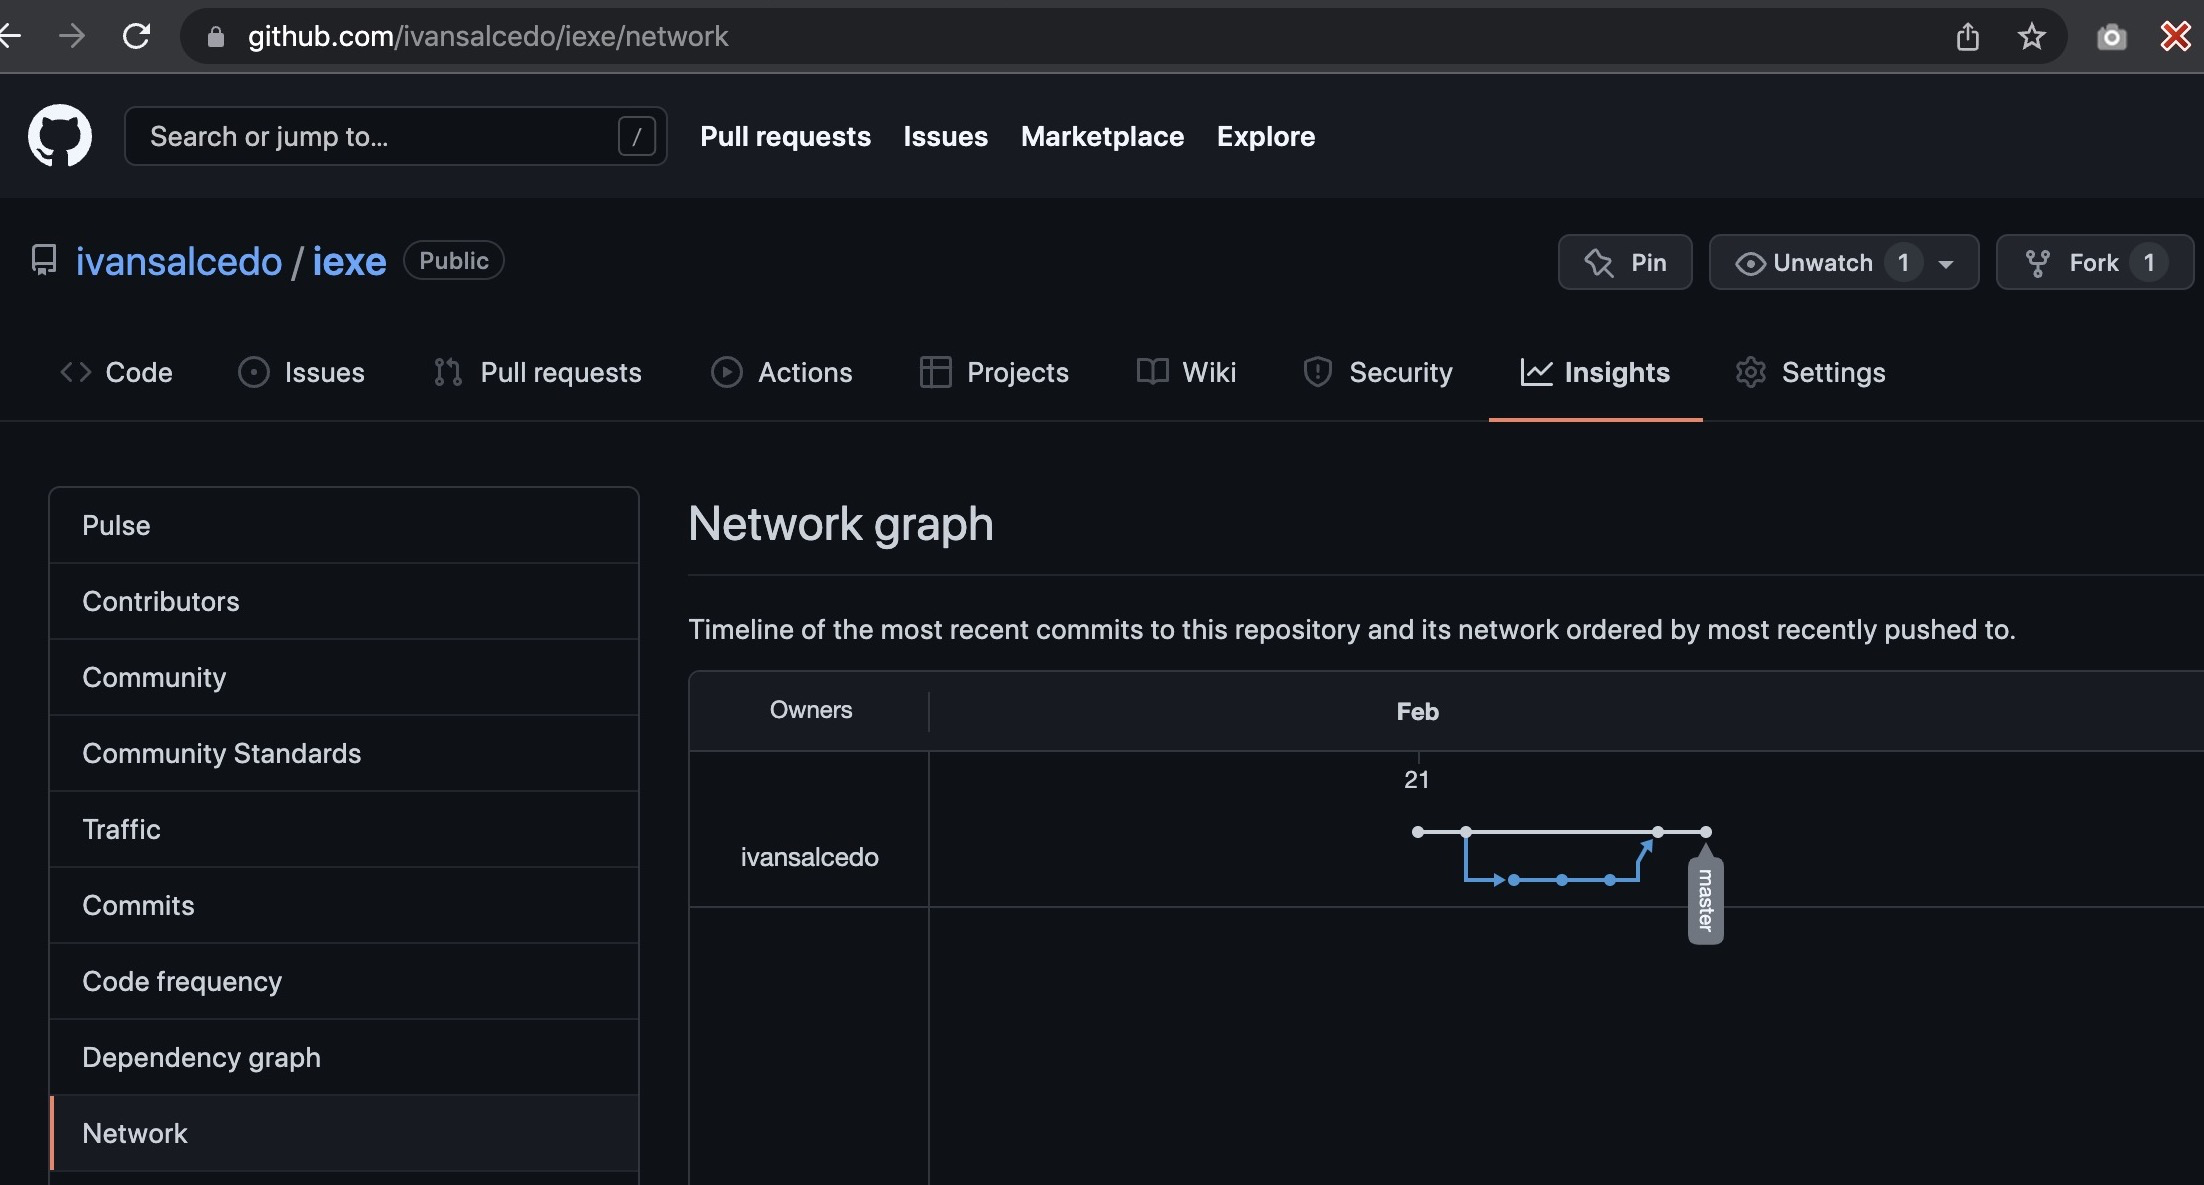 github.com/ivansalcedo/iexe/network
Search or jump to... /
Pull requests Issues Marketplace Explore
ivansalcedo / iexe Public
Pin Unwatch 1 Fork 1
Code Issues Pull requests Actions Projects Wiki Security Insights Settings
Pulse
Contributors
Community
Community Standards
Traffic
Commits
Code frequency
Dependency graph
Network
Network graph
Timeline of the most recent commits to this repository and its network ordered by most recently pushed to.
Owners Feb
21
ivansalcedo
master